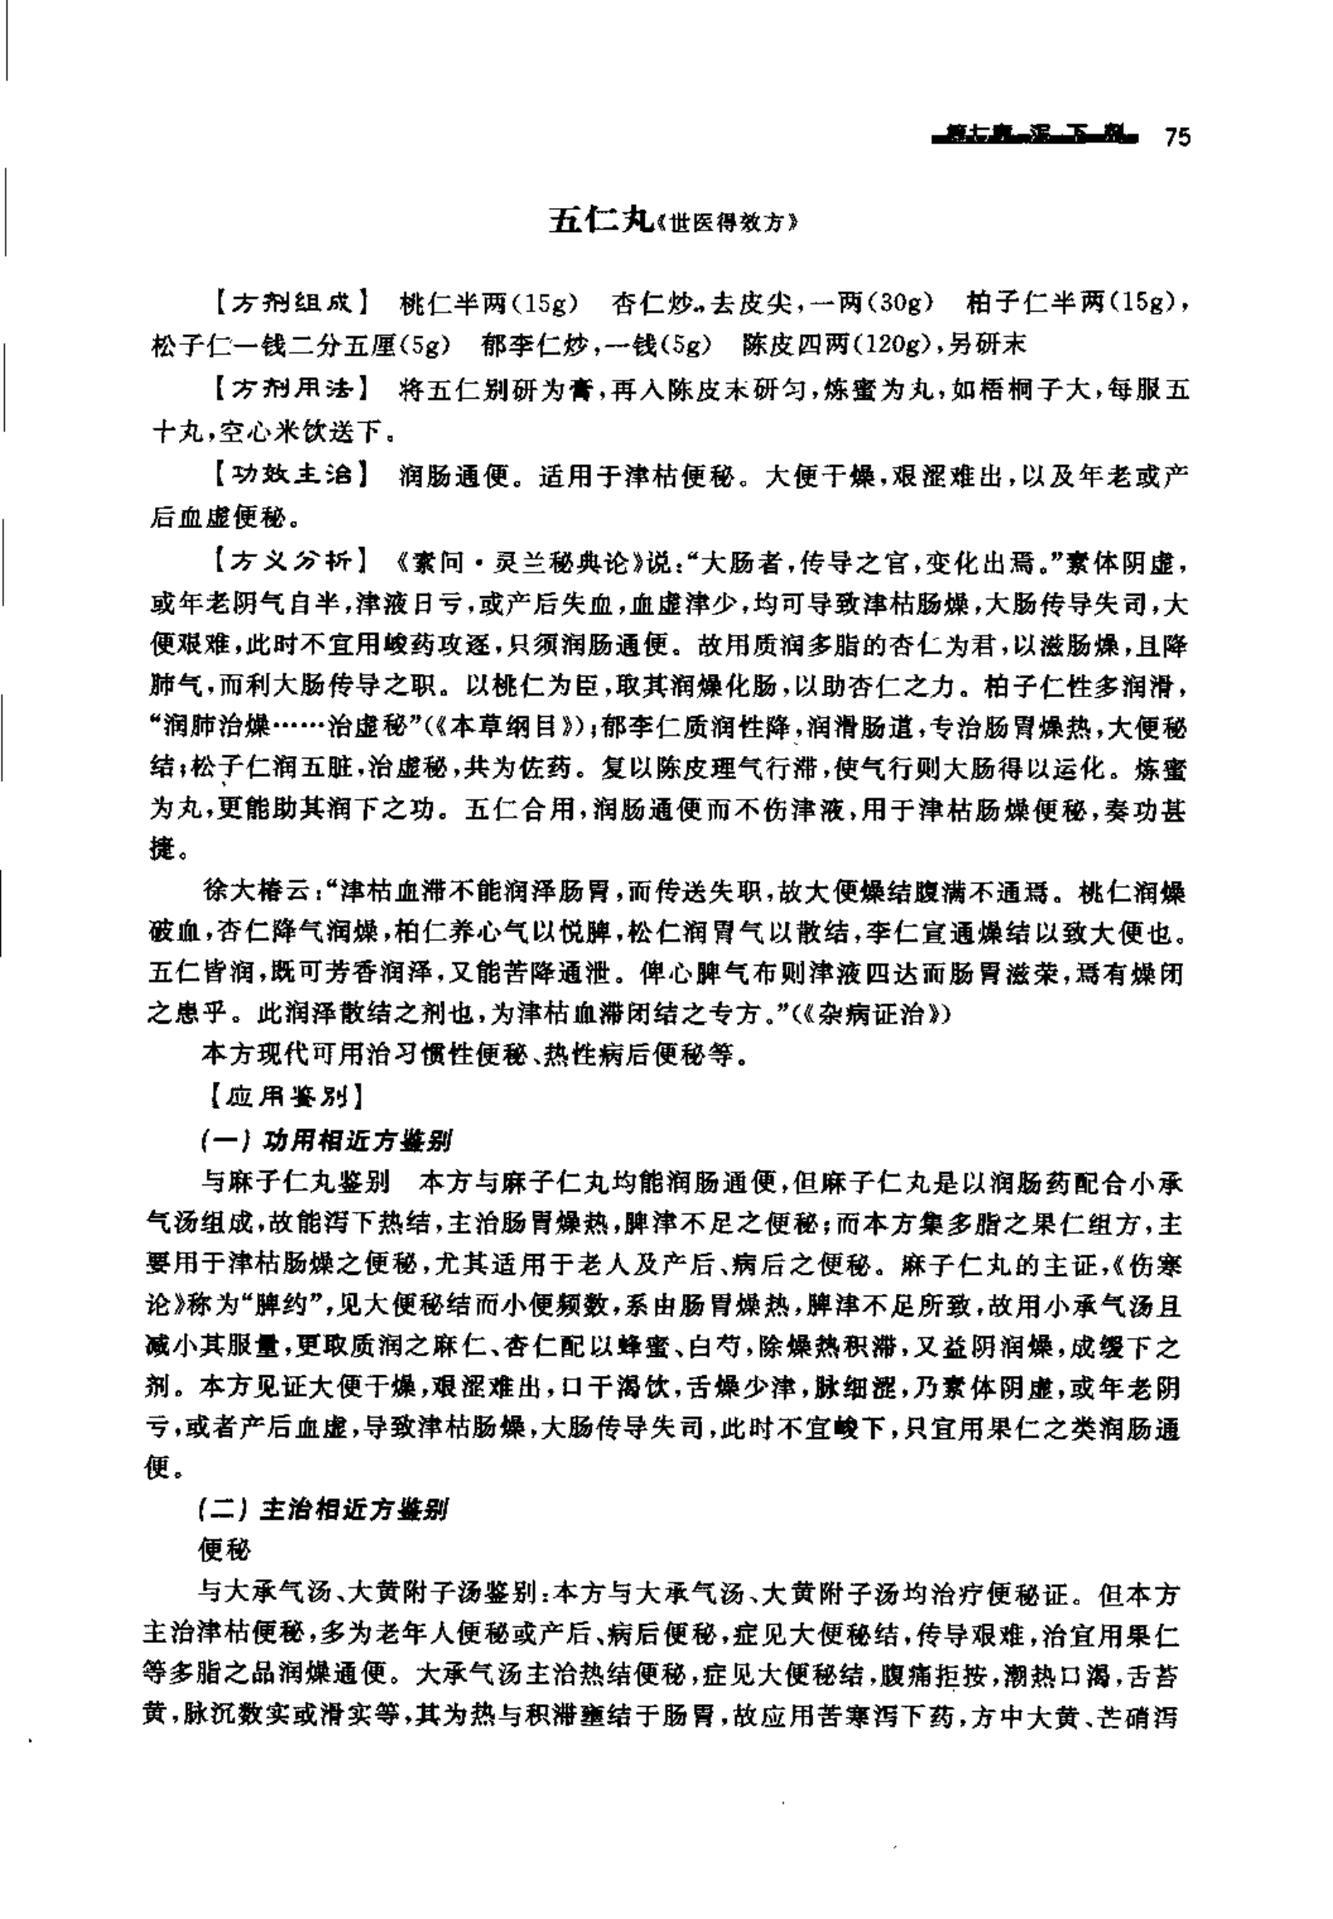 第七章 泻下剂 75
五仁丸《世医得效方》
【方剂组成】 桃仁半两(15g) 杏仁炒,去皮尖,一两(30g) 柏子仁半两(15g),
松子仁一钱二分五厘(5g) 郁李仁炒,一钱(5g) 陈皮四两(120g),另研末
【方剂用法】 将五仁别研为膏,再入陈皮末研匀,炼蜜为丸,如梧桐子大,每服五
十丸,空心米饮送下。
【功效主治】 润肠通便。适用于津枯便秘。大便干燥,艰涩难出,以及年老或产
后血虚便秘。
【方义分析】 《素问·灵兰秘典论》说:“大肠者,传导之官,变化出焉。”素体阴虚,
或年老阴气自半,津液日亏,或产后失血,血虚津少,均可导致津枯肠燥,大肠传导失司,大
便艰难,此时不宜用峻药攻逐,只须润肠通便。故用质润多脂的杏仁为君,以滋肠燥,且降
肺气,而利大肠传导之职。以桃仁为臣,取其润燥化肠,以助杏仁之力。柏子仁性多润滑,
“润肺治燥……治虚秘”(《本草纲目》);郁李仁质润性降,润滑肠道,专治肠胃燥热,大便秘
结;松子仁润五脏,治虚秘,共为佐药。复以陈皮理气行滞,使气行则大肠得以运化。炼蜜
为丸,更能助其润下之功。五仁合用,润肠通便而不伤津液,用于津枯肠燥便秘,奏功甚
捷。
徐大椿云:“津枯血滞不能润泽肠胃,而传送失职,故大便燥结腹满不通焉。桃仁润燥
破血,杏仁降气润燥,柏仁养心气以悦脾,松仁润胃气以散结,李仁宣通燥结以致大便也。
五仁皆润,既可芳香润泽,又能苦降通泄。俾心脾气布则津液四达而肠胃滋荣,焉有燥闭
之患乎。此润泽散结之剂也,为津枯血滞闭结之专方。”(《杂病证治》)
本方现代可用治习惯性便秘、热性病后便秘等。
【应用鉴别】
(一) 功用相近方鉴别
与麻子仁丸鉴别 本方与麻子仁丸均能润肠通便,但麻子仁丸是以润肠药配合小承
气汤组成,故能泻下热结,主治肠胃燥热,脾津不足之便秘;而本方集多脂之果仁组方,主
要用于津枯肠燥之便秘,尤其适用于老人及产后、病后之便秘。麻子仁丸的主证,《伤寒
论》称为“脾约”,见大便秘结而小便频数,系由肠胃燥热,脾津不足所致,故用小承气汤且
减小其服量,更取质润之麻仁、杏仁配以蜂蜜、白芍,除燥热积滞,又益阴润燥,成缓下之
剂。本方见证大便干燥,艰涩难出,口干渴饮,舌燥少津,脉细涩,乃素体阴虚,或年老阴
亏,或者产后血虚,导致津枯肠燥,大肠传导失司,此时不宜峻下,只宜用果仁之类润肠通
便。
(二) 主治相近方鉴别
便秘
与大承气汤、大黄附子汤鉴别:本方与大承气汤、大黄附子汤均治疗便秘证。但本方
主治津枯便秘,多为老年人便秘或产后、病后便秘,症见大便秘结,传导艰难,治宜用果仁
等多脂之品润燥通便。大承气汤主治热结便秘,症见大便秘结,腹痛拒按,潮热口渴,舌苔
黄,脉沉数实或滑实等,其为热与积滞壅结于肠胃,故应用苦寒泻下药,方中大黄、芒硝泻